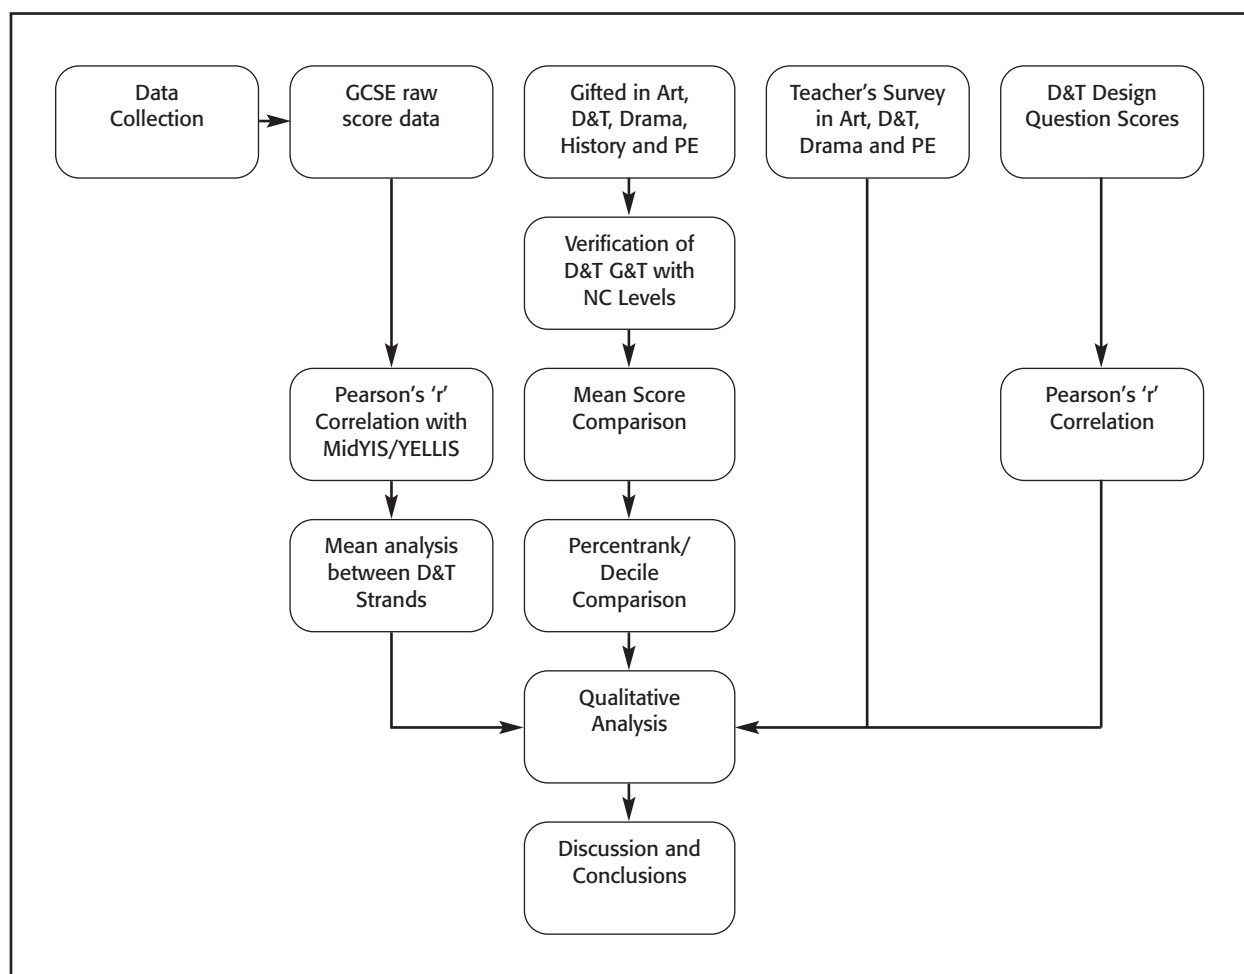 Data
Collection
GCSE raw
score data
Gifted in Art,
D&T, Drama,
History and PE
Teacher’s Survey
in Art, D&T,
Drama and PE
D&T Design
Question Scores
Verification of
D&T G&T with
NC Levels
Pearson’s ‘r’
Correlation with
MidYIS/YELLIS
Mean Score
Comparison
Pearson’s ‘r’
Correlation
Mean analysis
between D&T
Strands
Percentrank/
Decile
Comparison
Qualitative
Analysis
Discussion and
Conclusions